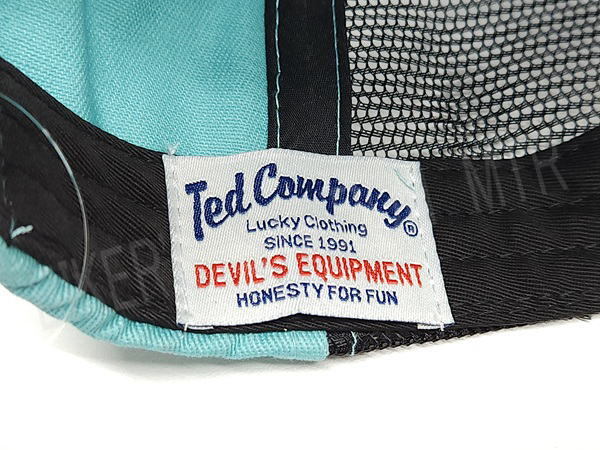 Ted Company®
Lucky Clothing
SINCE 1991
DEVIL'S EQUIPMENT
HONESTY FOR FUN